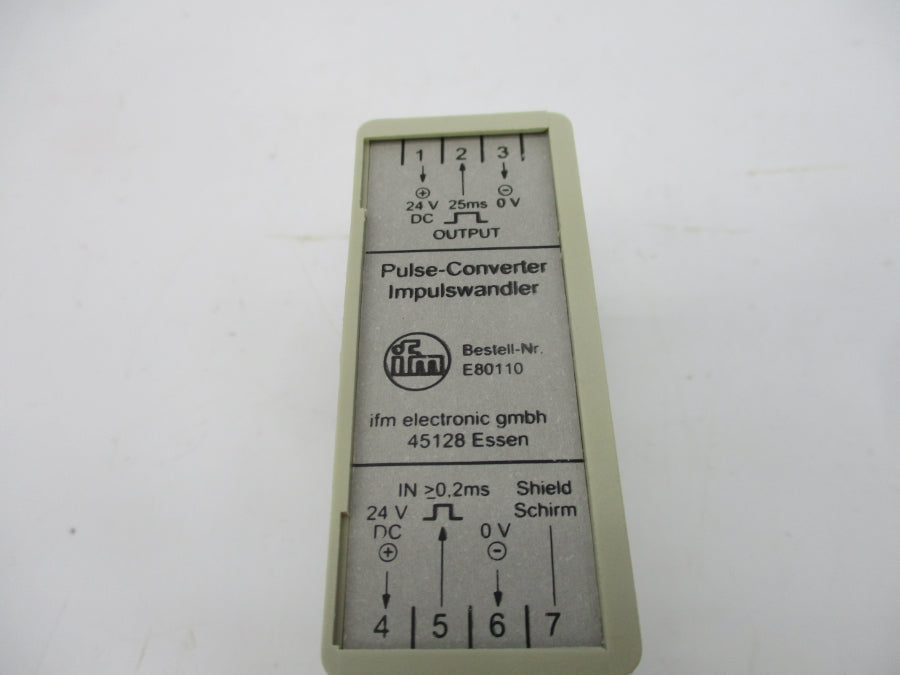 1 2 3
24 V 25ms 0 V
DC
OUTPUT
Pulse-Converter
Impulswandler
ifm
Bestell-Nr.
E80110
ifm electronic gmbh
45128 Essen
IN ≥0,2ms Shield
24 V Schirm
DC 0 V
4 5 6 7